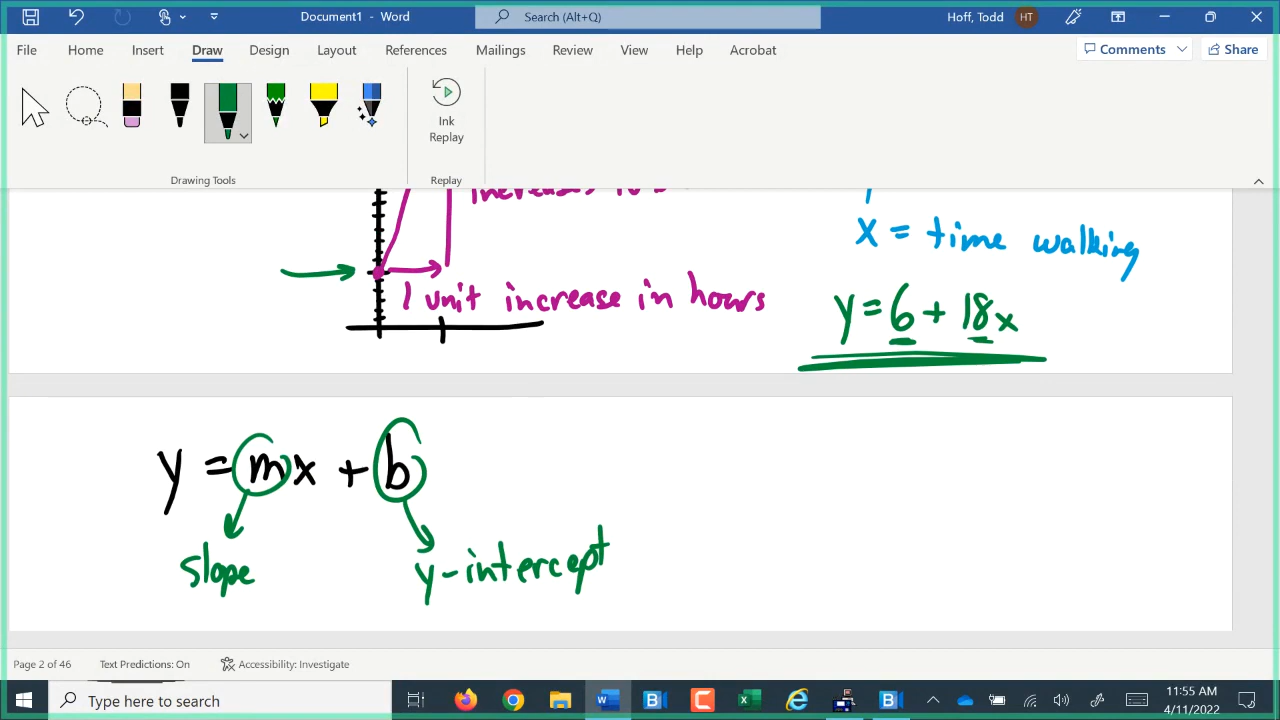 Document1 - Word
Search (Alt+Q)
Hoff, Todd
HT
File Home Insert Draw Design Layout References Mailings Review View Help Acrobat
Comments
Share
Ink
Replay
Drawing Tools
Replay
increases
x = time walking
1 unit increase in hours
y = 6 + 18x
y = mx + b
slope
y-intercept
Page 2 of 46
Text Predictions: On
Accessibility: Investigate
Type here to search
11:55 AM
4/11/2022